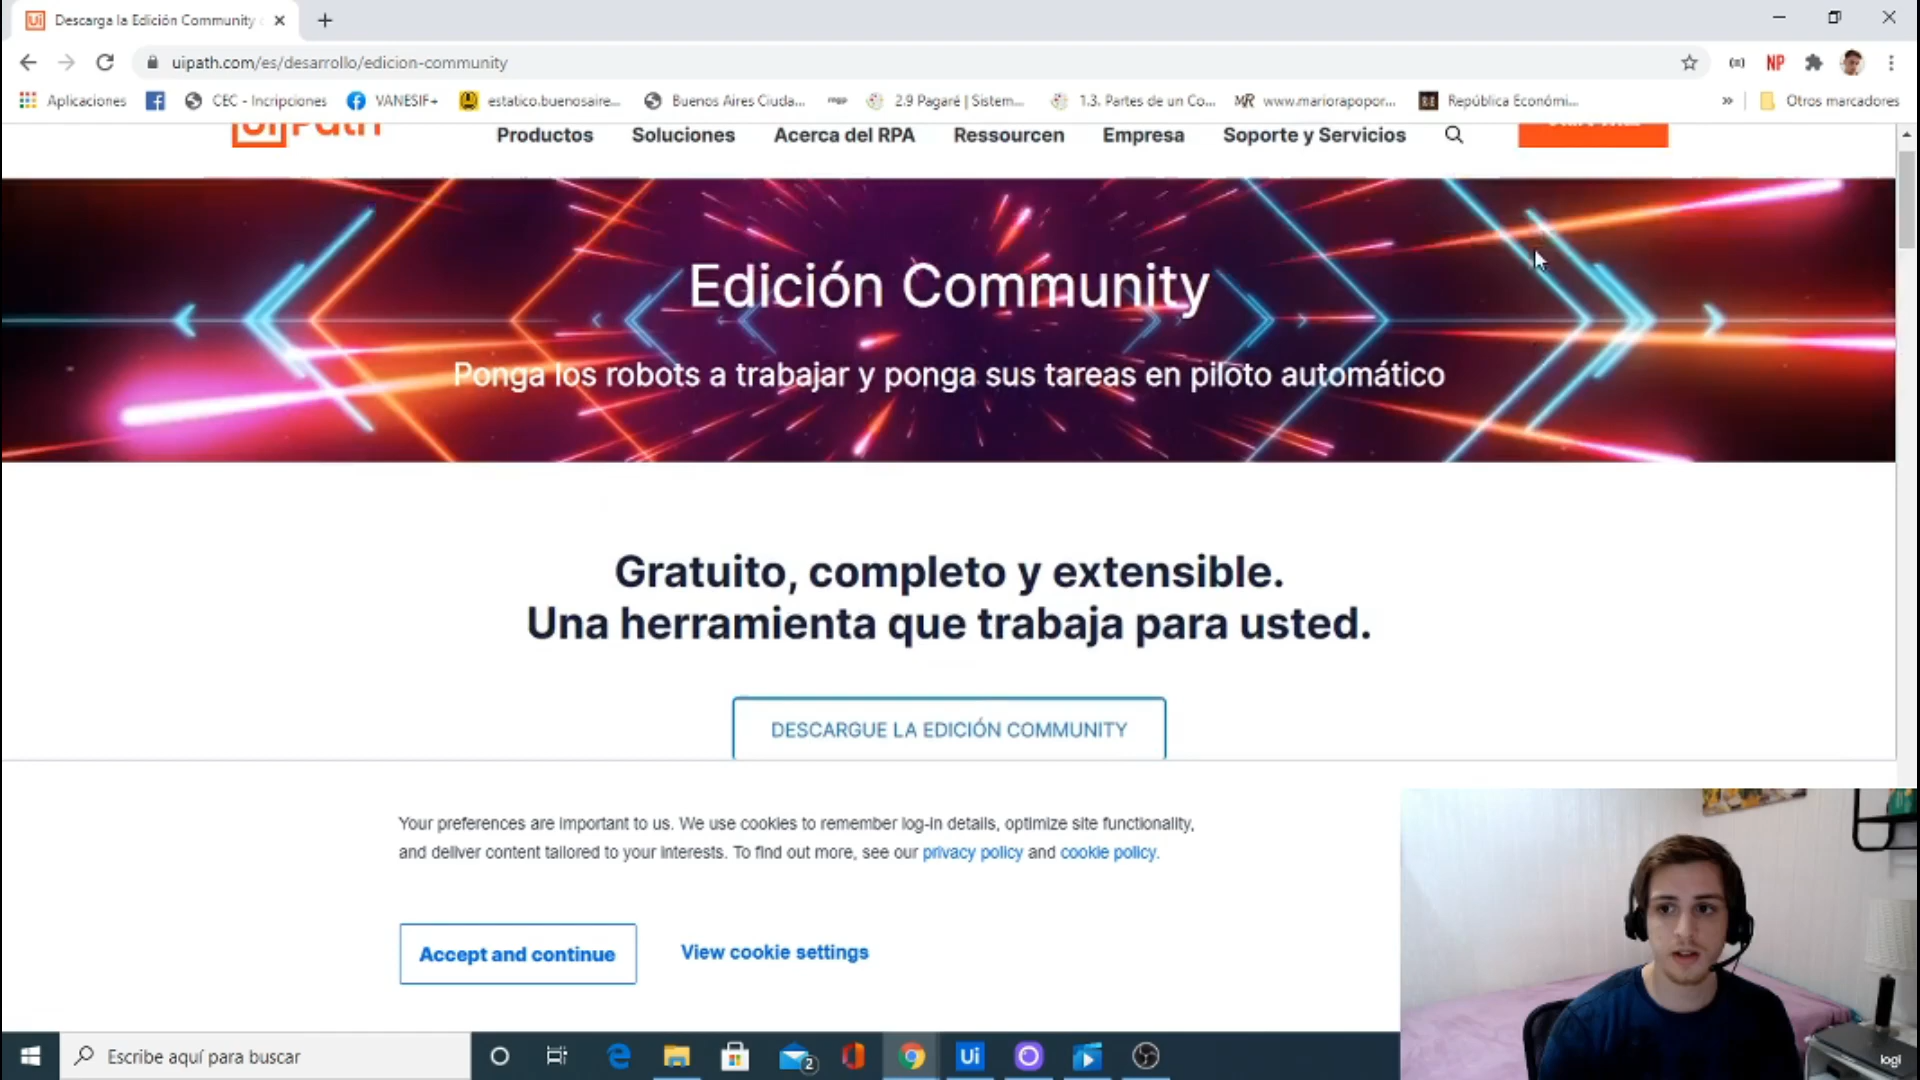 Descarga la Edición Community
uipath.com/es/desarrollo/edicion-community
NP
Aplicaciones
CEC - Incripciones
VANESIF+
estatico.buenosaire...
Buenos Aires Ciuda...
2.9 Pagaré | Sistem...
1.3. Partes de un Co...
MR www.mariorapopor...
República Económi...
»
Otros marcadores
UiPath
Productos
Soluciones
Acerca del RPA
Ressourcen
Empresa
Soporte y Servicios
Edición Community
Ponga los robots a trabajar y ponga sus tareas en piloto automático
Gratuito, completo y extensible.
Una herramienta que trabaja para usted.
DESCARGUE LA EDICIÓN COMMUNITY
Your preferences are important to us. We use cookies to remember log-in details, optimize site functionality,
and deliver content tailored to your interests. To find out more, see our privacy policy and cookie policy.
Accept and continue
View cookie settings
Escribe aquí para buscar
2
Ui
logi